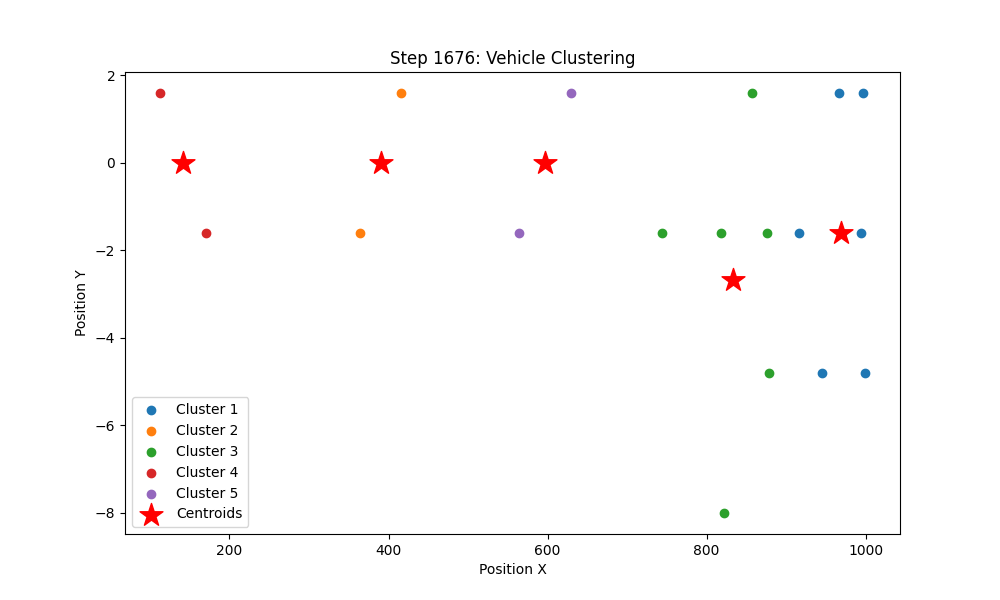 Step 1676: Vehicle Clustering
Position Y
2
0
−2
−4
−6
−8
Cluster 1
Cluster 2
Cluster 3
Cluster 4
Cluster 5
Centroids
200
400
600
800
1000
Position X